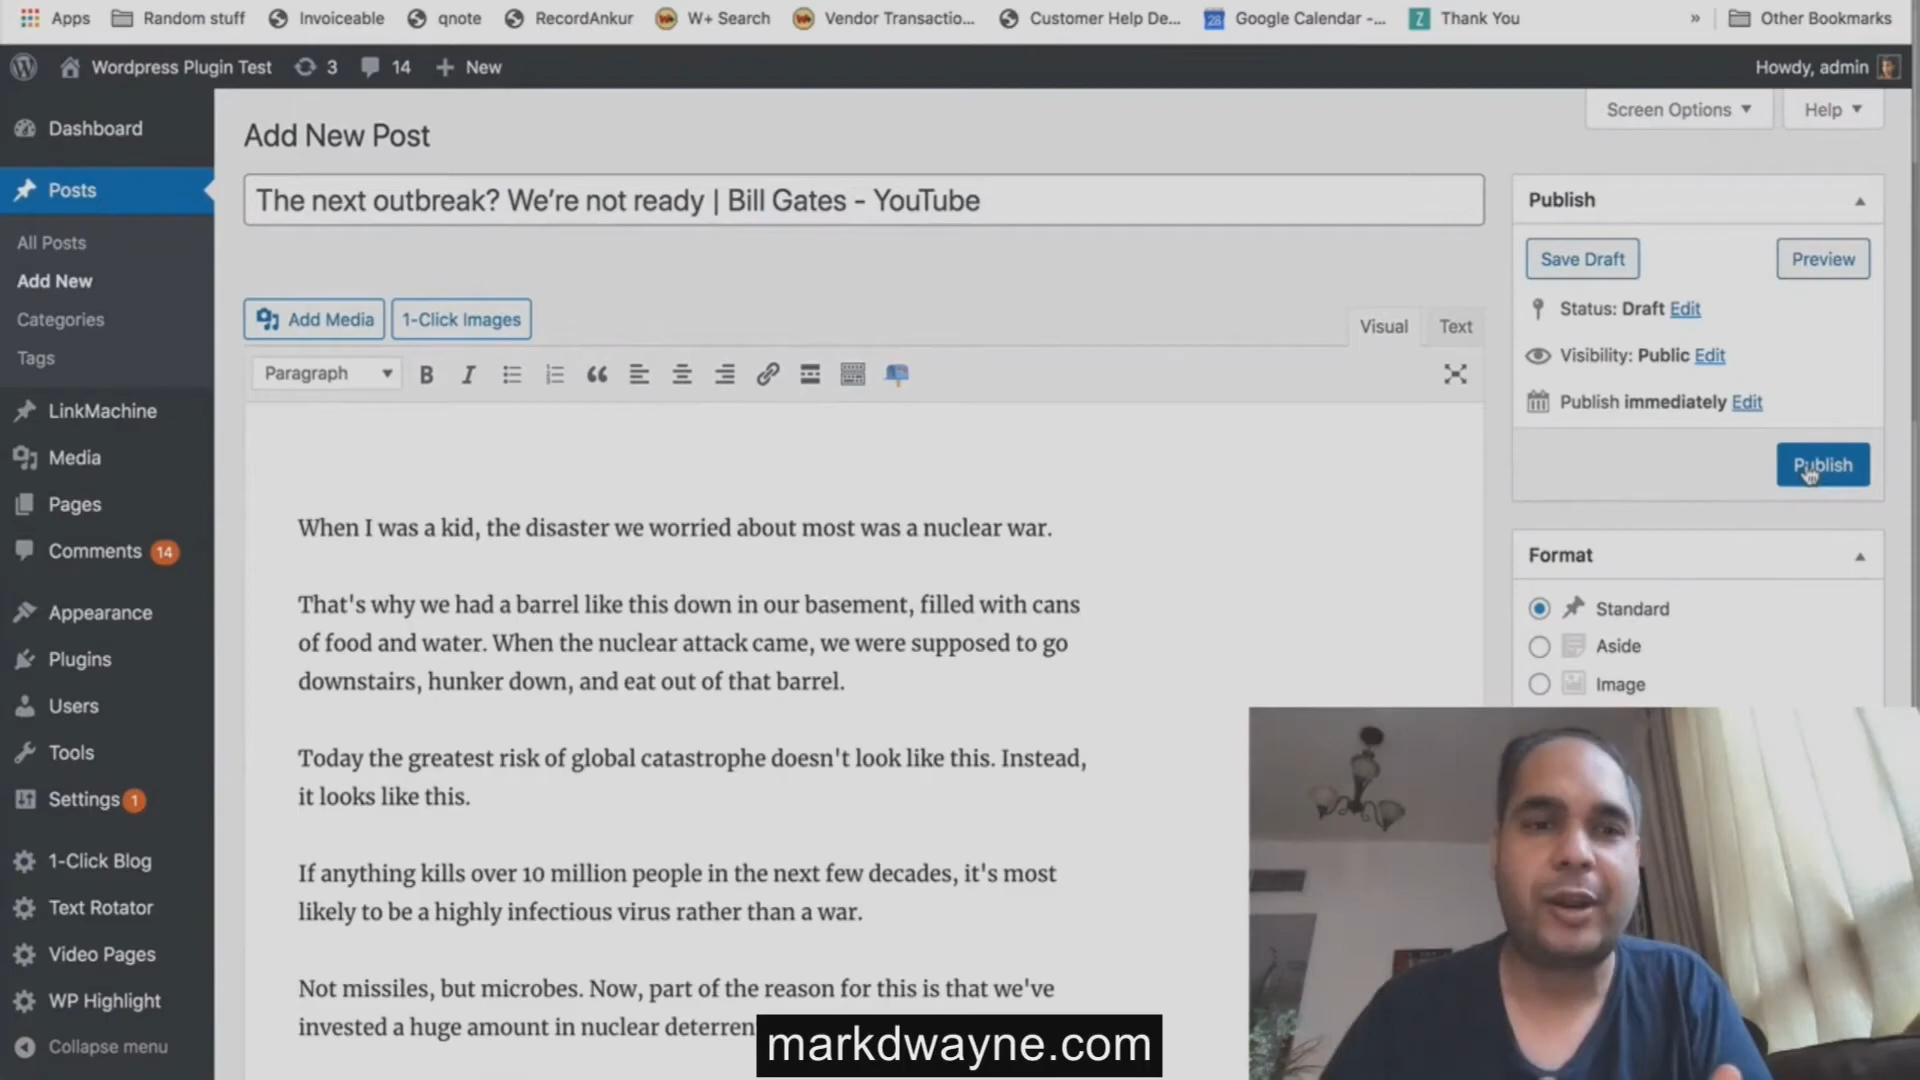 Apps Random stuff Invoiceable qnote RecordAnkur W+ Search Vendor Transactio... Customer Help De... Google Calendar -... Thank You » Other Bookmarks
Wordpress Plugin Test 3 14 + New Howdy, admin
Screen Options Help
Dashboard
Posts
All Posts
Add New
Categories
Tags
LinkMachine
Media
Pages
Comments 14
Appearance
Plugins
Users
Tools
Settings 1
1-Click Blog
Text Rotator
Video Pages
WP Highlight
Collapse menu
Add New Post
The next outbreak? We’re not ready | Bill Gates - YouTube
Add Media 1-Click Images
Visual Text
Paragraph B I
When I was a kid, the disaster we worried about most was a nuclear war.
That's why we had a barrel like this down in our basement, filled with cans
of food and water. When the nuclear attack came, we were supposed to go
downstairs, hunker down, and eat out of that barrel.
Today the greatest risk of global catastrophe doesn't look like this. Instead,
it looks like this.
If anything kills over 10 million people in the next few decades, it's most
likely to be a highly infectious virus rather than a war.
Not missiles, but microbes. Now, part of the reason for this is that we've
invested a huge amount in nuclear deterren
Publish
Save Draft Preview
Status: Draft Edit
Visibility: Public Edit
Publish immediately Edit
Publish
Format
Standard
Aside
Image
markdwayne.com